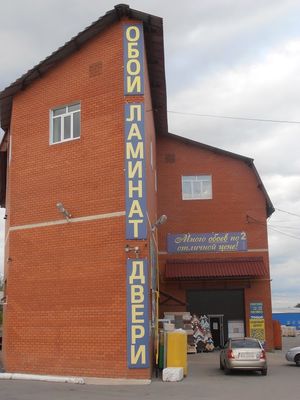 ОБОИ
ЛАМИНАТ
ДВЕРИ
Много обоев по
отличной цене!
2